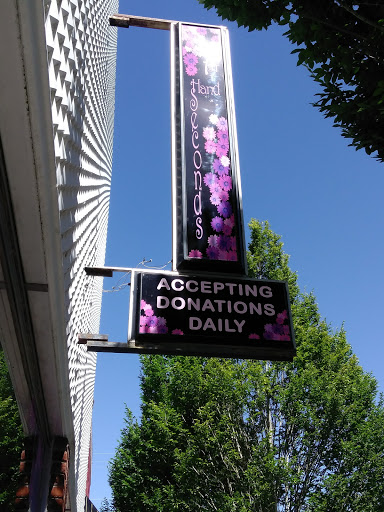 Hand
Seconds
ACCEPTING
DONATIONS
DAILY